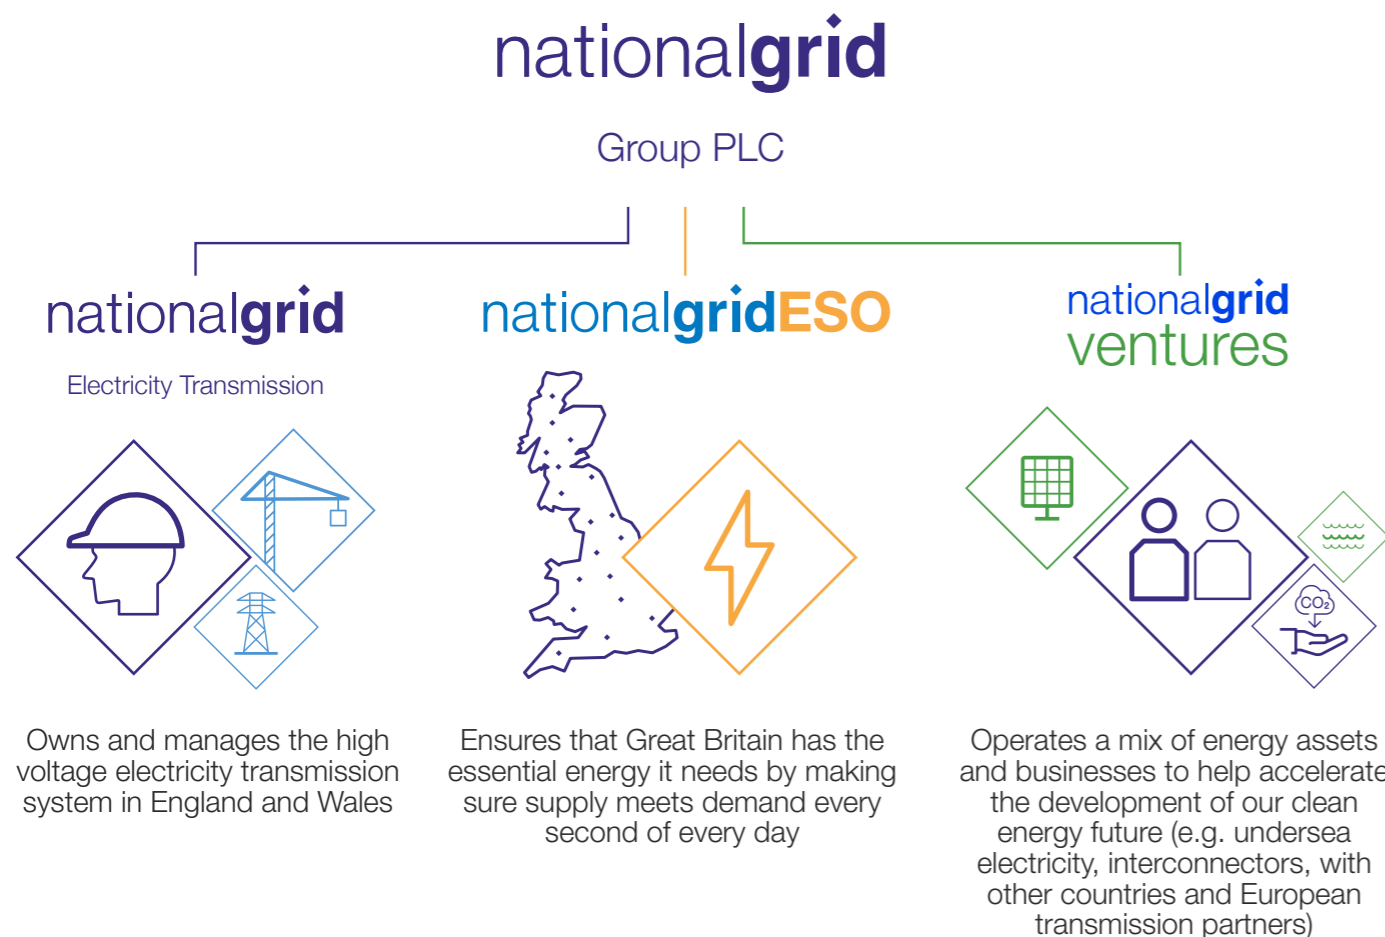 nationalgrid
Group PLC
nationalgrid
Electricity Transmission
Owns and manages the high
voltage electricity transmission
system in England and Wales
nationalgridESO
Ensures that Great Britain has the
essential energy it needs by making
sure supply meets demand every
second of every day
nationalgrid
ventures
CO₂
Operates a mix of energy assets
and businesses to help accelerate
the development of our clean
energy future (e.g. undersea
electricity, interconnectors, with
other countries and European
transmission partners)